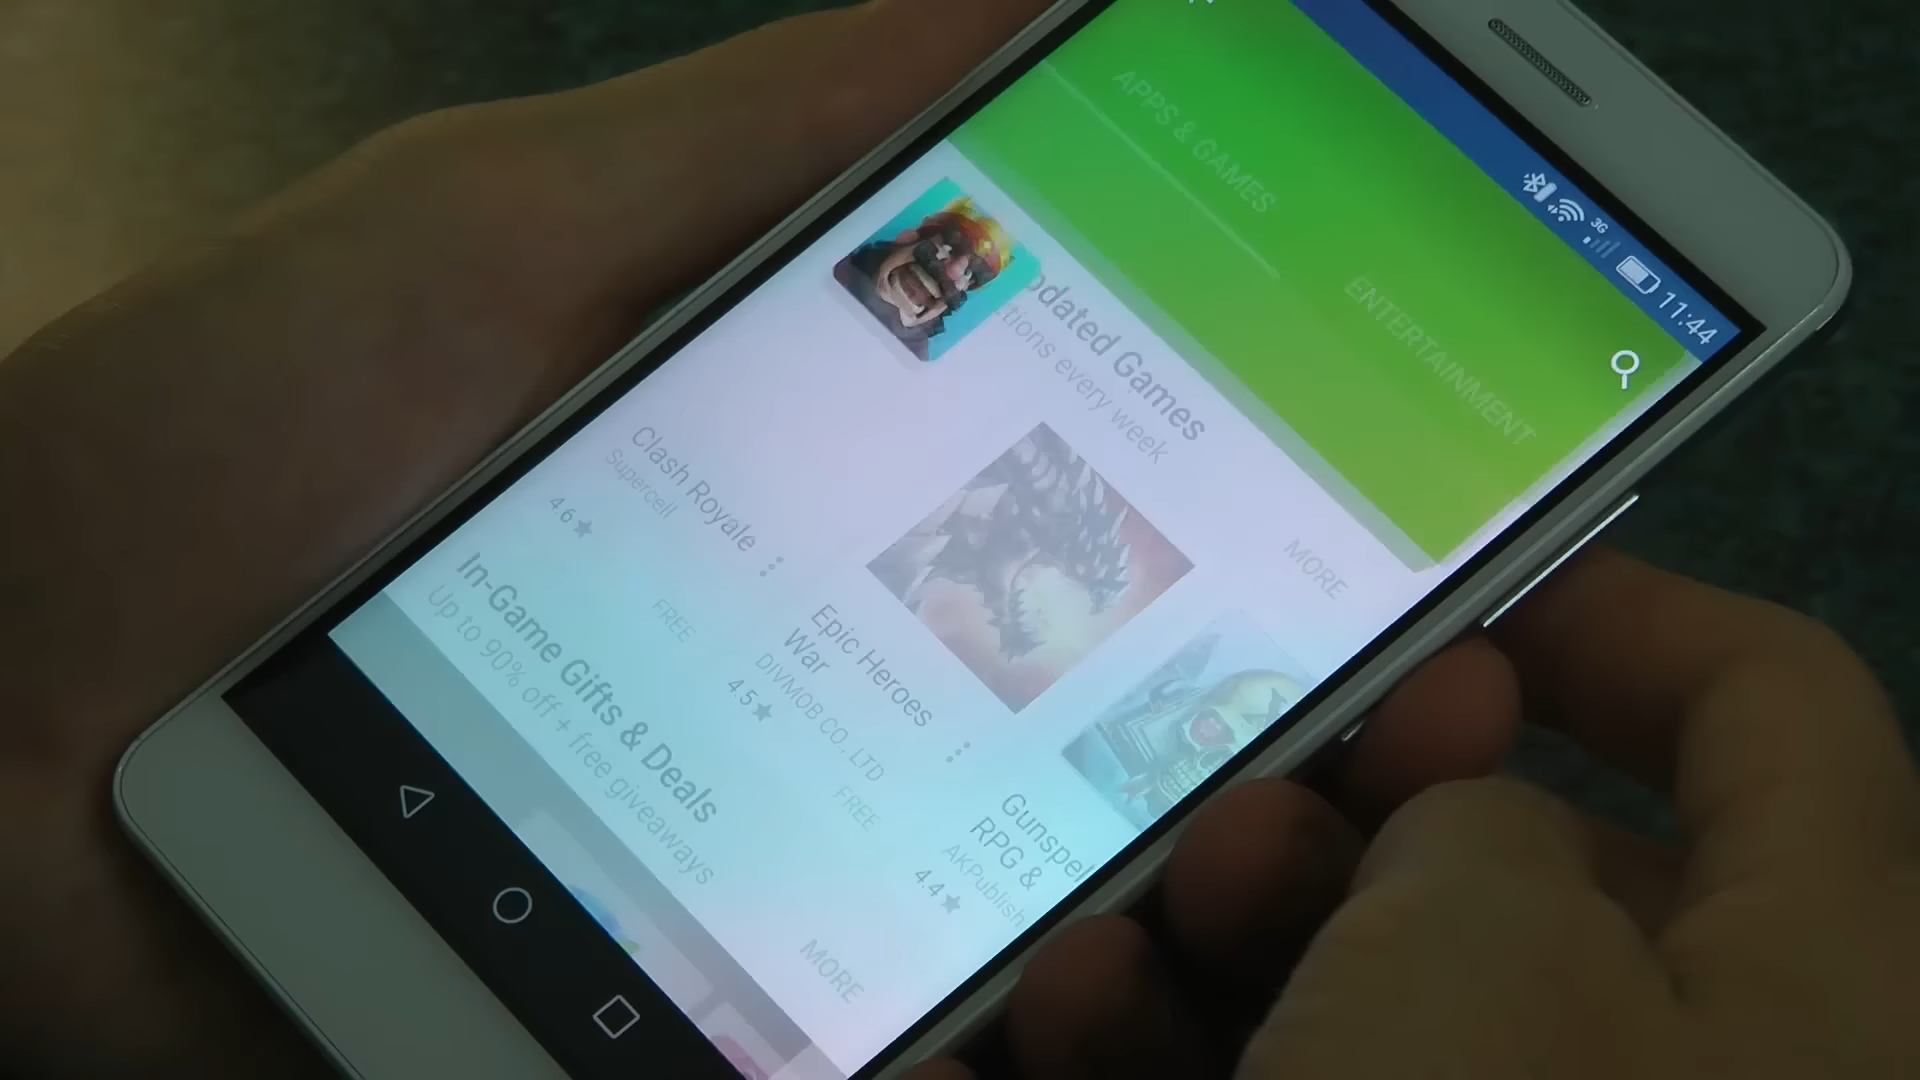 3G
11:44
APPS & GAMES
ENTERTAINMENT
pdated Games
ctions every week
MORE
Clash Royale
Supercell
4.6★
FREE
Epic Heroes
War
DIVMOB CO., LTD
4.5★
FREE
Gunspel
RPG &
AKPublish
4.4★
In-Game Gifts & Deals
Up to 90% off + free giveaways
MORE